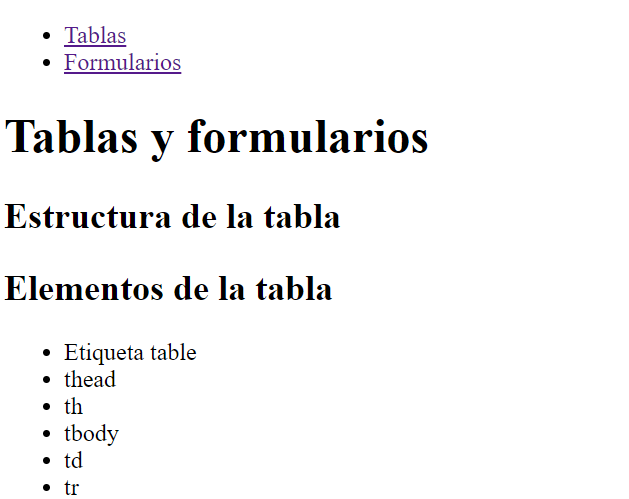 Tablas
Formularios
Tablas y formularios
Estructura de la tabla
Elementos de la tabla
Etiqueta table
thead
th
tbody
td
tr